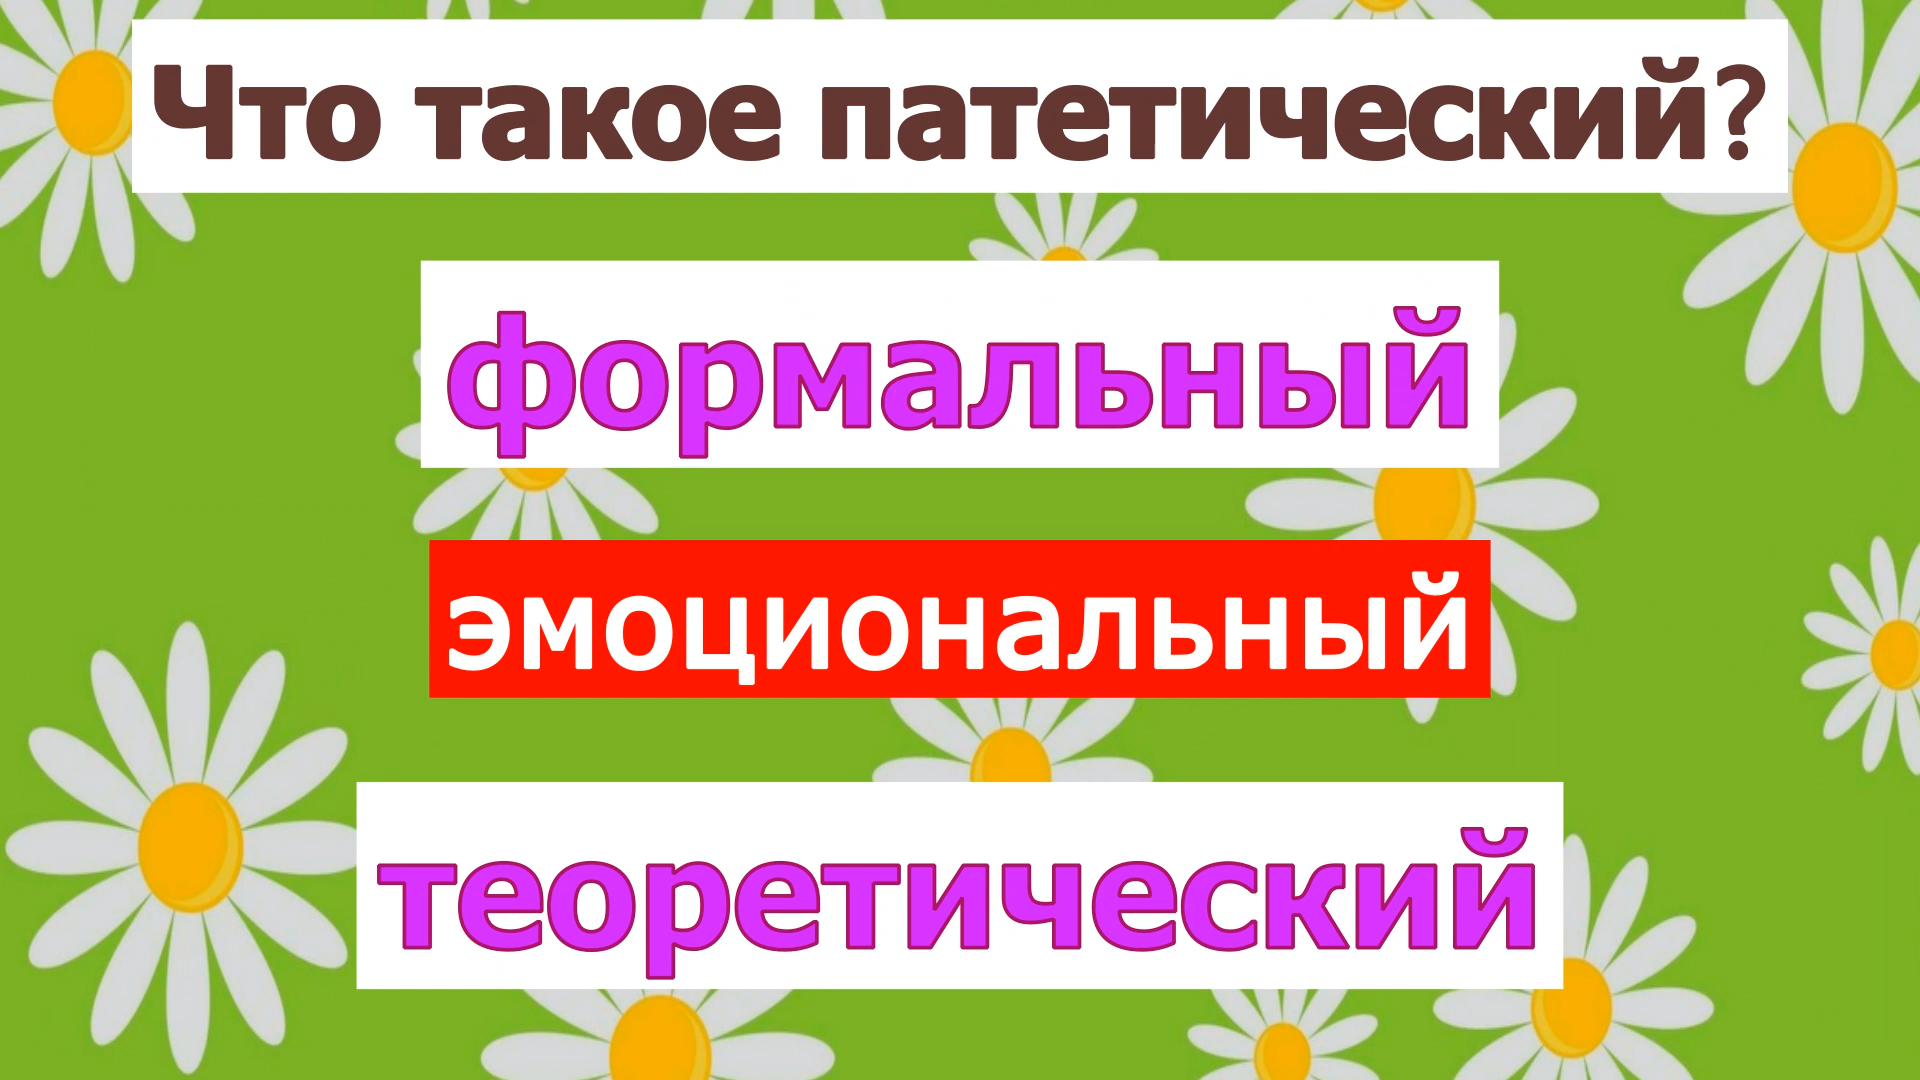 Что такое патетический?
формальный
эмоциональный
теоретический